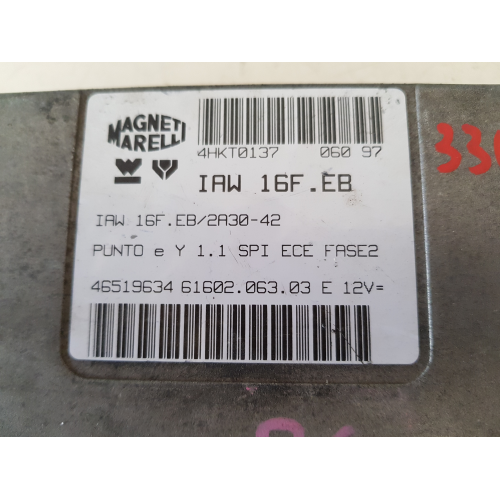 MAGNETI
MARELLI
4HKT0137 060 97
IAW 16F.EB
IAW 16F.EB/2A30-42
PUNTO e Y 1.1 SPI ECE FASE2
46519634 61602.063.03 E 12V=